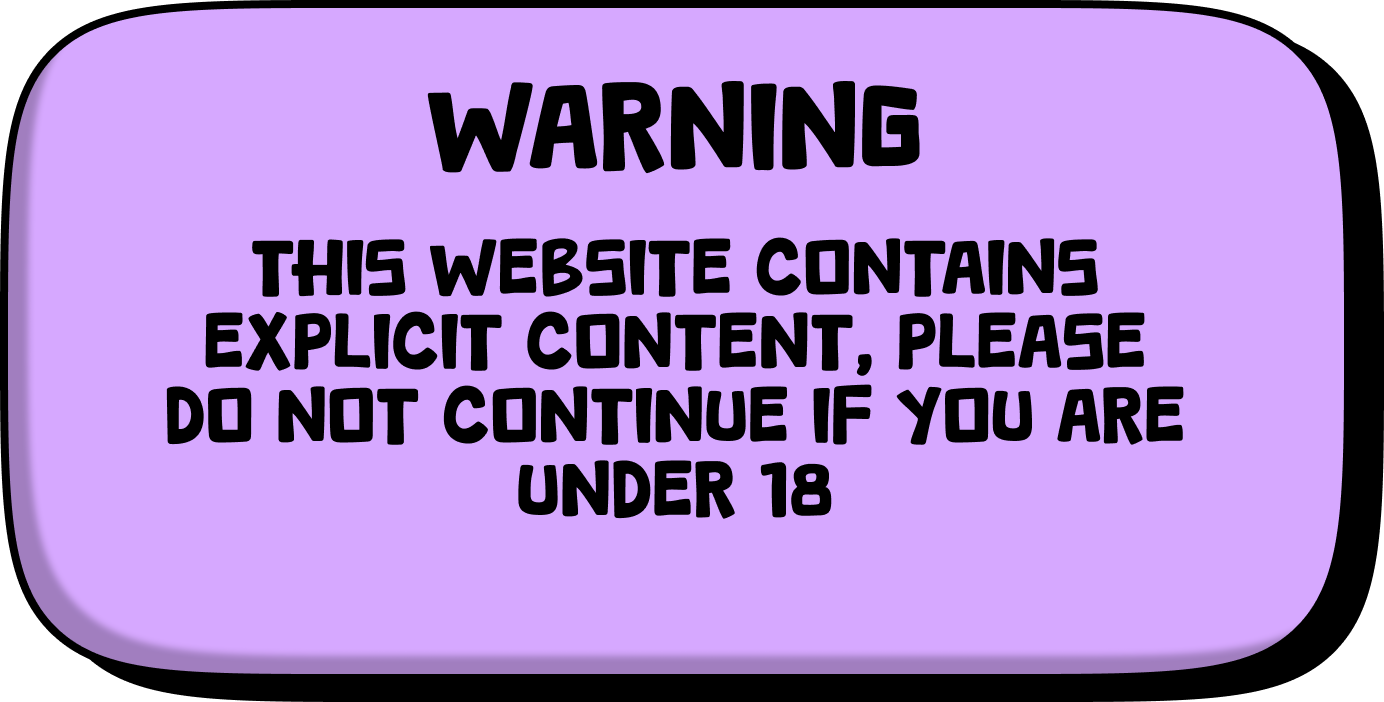 WARNING
THIS WEBSITE CONTAINS
EXPLICIT CONTENT, PLEASE
DO NOT CONTINUE IF YOU ARE
UNDER 18